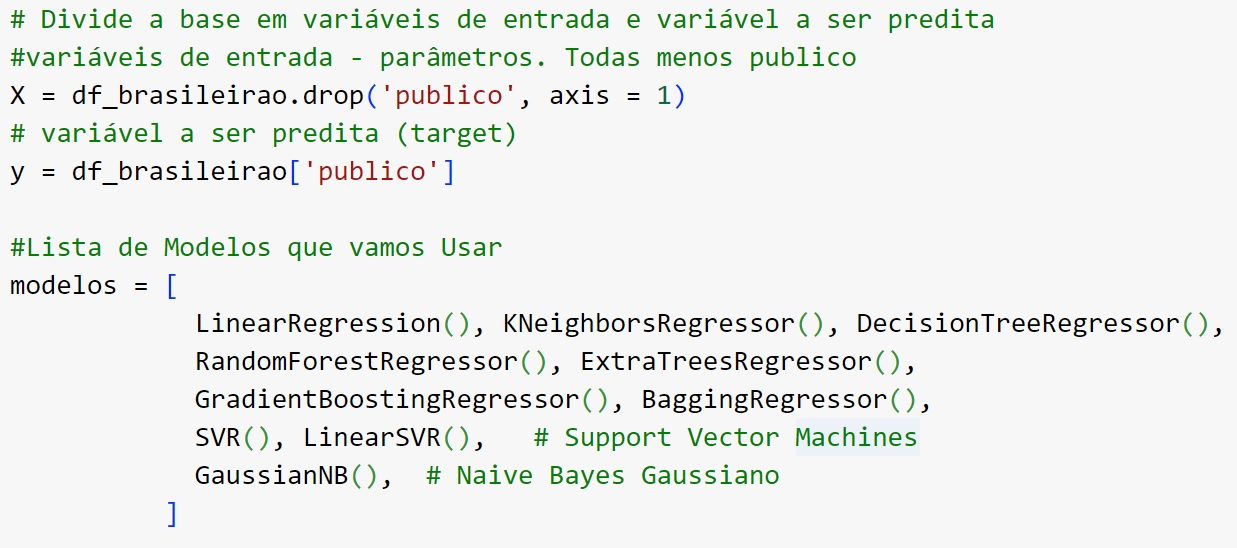 # Divide a base em variáveis de entrada e variável a ser predita
#variáveis de entrada - parâmetros. Todas menos publico
X = df_brasileirao.drop('publico', axis = 1)
# variável a ser predita (target)
y = df_brasileirao['publico']
#Lista de Modelos que vamos Usar
modelos = [
LinearRegression(), KNeighborsRegressor(), DecisionTreeRegressor(),
RandomForestRegressor(), ExtraTreesRegressor(),
GradientBoostingRegressor(), BaggingRegressor(),
SVR(), LinearSVR(),   # Support Vector Machines
GaussianNB(),  # Naive Bayes Gaussiano
]